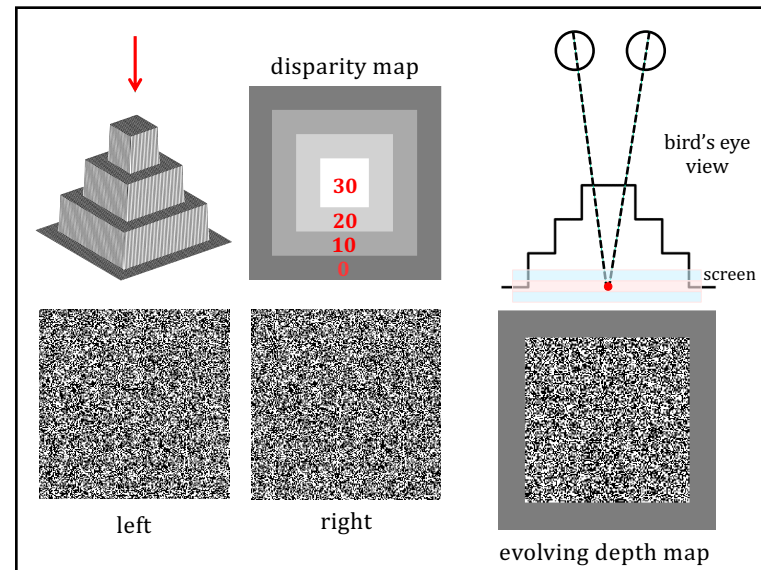 disparity map
30
20
10
0
bird's eye
view
screen
left
right
evolving depth map